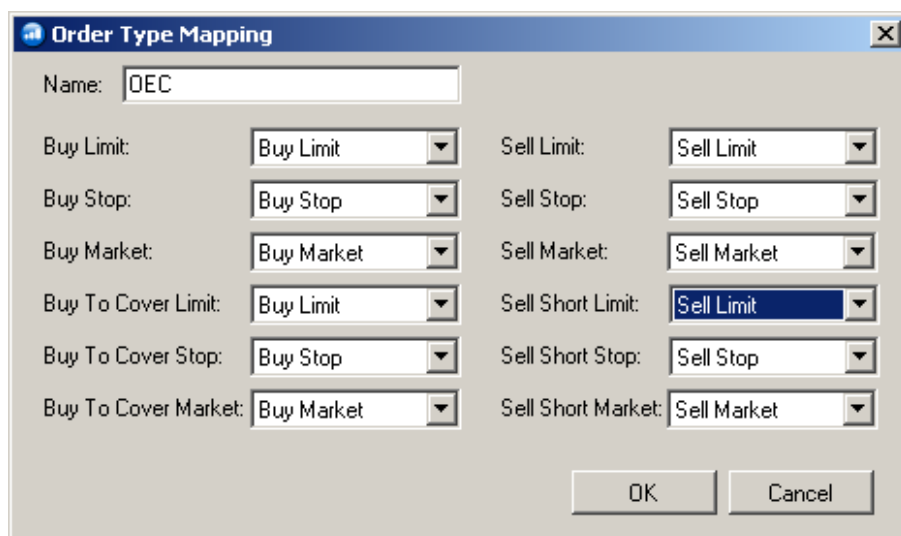 Order Type Mapping
Name: OEC
Buy Limit: Buy Limit Sell Limit: Sell Limit
Buy Stop: Buy Stop Sell Stop: Sell Stop
Buy Market: Buy Market Sell Market: Sell Market
Buy To Cover Limit: Buy Limit Sell Short Limit: Sell Limit
Buy To Cover Stop: Buy Stop Sell Short Stop: Sell Stop
Buy To Cover Market: Buy Market Sell Short Market: Sell Market
OK Cancel